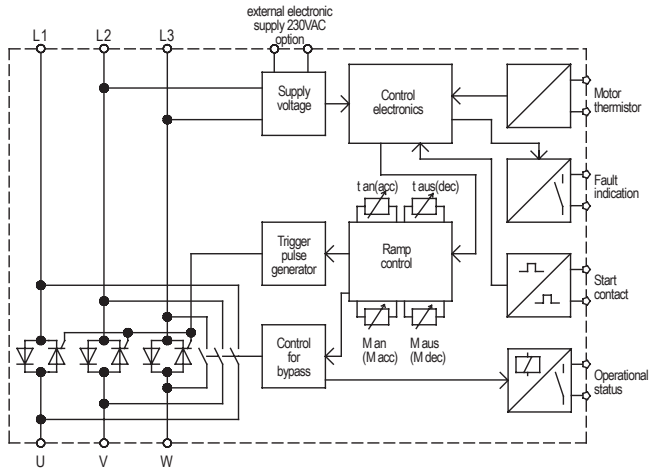 external electronic
supply 230VAC
option
L1
L2
L3
Supply
voltage
Control
electronics
Motor
thermistor
Fault
indication
t an(acc)
t aus(dec)
Trigger
pulse
generator
Ramp
control
Start
contact
M an
(M acc)
M aus
(M dec)
Control
for
bypass
Operational
status
U
V
W